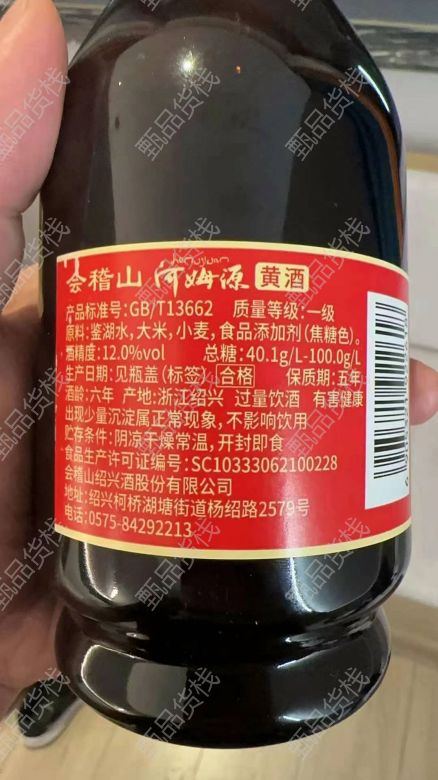 会稽山 河姆源 黄酒
hemuyuan
产品标准号:GB/T13662 质量等级:一级
原料:鉴湖水,大米,小麦,食品添加剂(焦糖色)。
酒精度:12.0%vol 总糖:40.1g/L-100.0g/L
生产日期:见瓶盖(标签) 合格 保质期:五年
酒龄:六年 产地:浙江绍兴 过量饮酒 有害健康
出现少量沉淀属正常现象,不影响饮用
贮存条件:阴凉干燥常温,开封即食
食品生产许可证编号:SC10333062100228
会稽山绍兴酒股份有限公司
地址:绍兴柯桥湖塘街道杨绍路2579号
电话:0575-84292213
甄品货栈